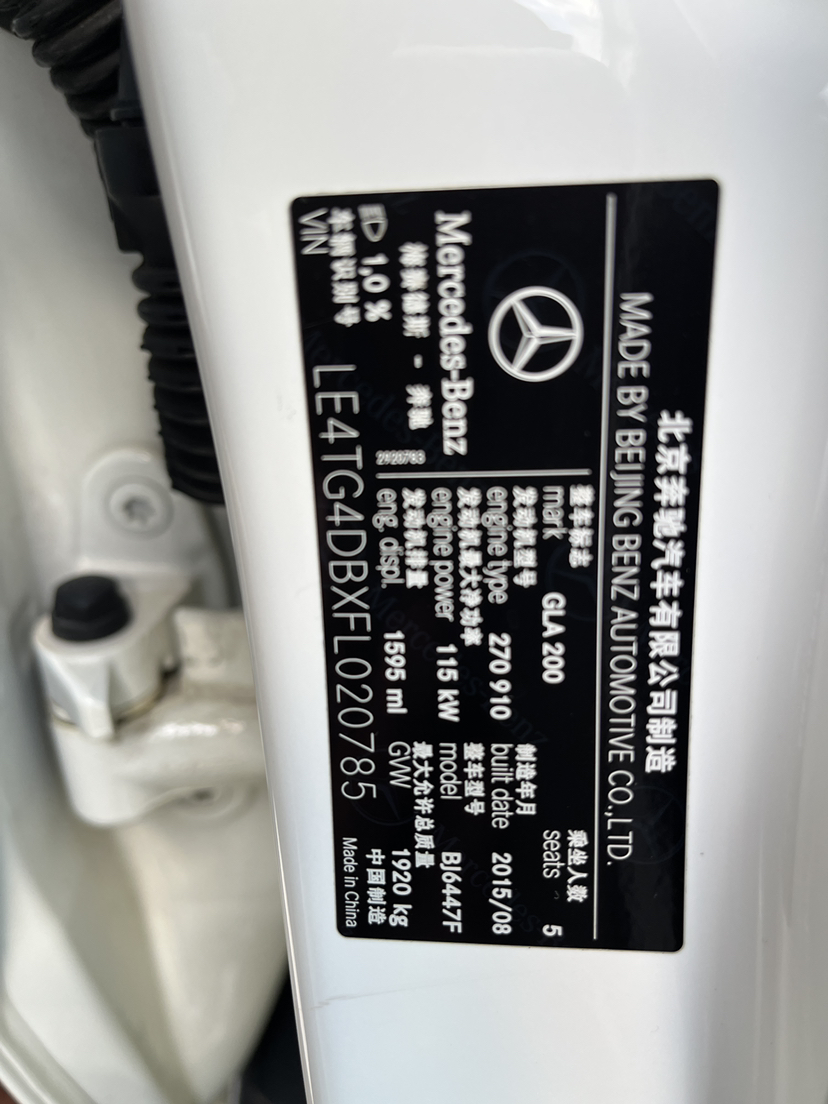 北京奔驰汽车有限公司制造
MADE BY BEIJING BENZ AUTOMOTIVE CO.,LTD.
Mercedes-Benz
梅赛德斯 - 奔驰
2920783
1,0 %
整车标志
mark GLA 200
乘坐人数
seats 5
发动机型号
engine type 270 910
制造年月
built date 2015/08
发动机最大净功率
engine power 115 kW
整车型号
model BJ6447F
发动机排量
eng. displ. 1595 ml
最大允许总质量
GVW 1920 kg
车辆识别号
VIN LE4TG4DBXFL020785
中国制造
Made in China